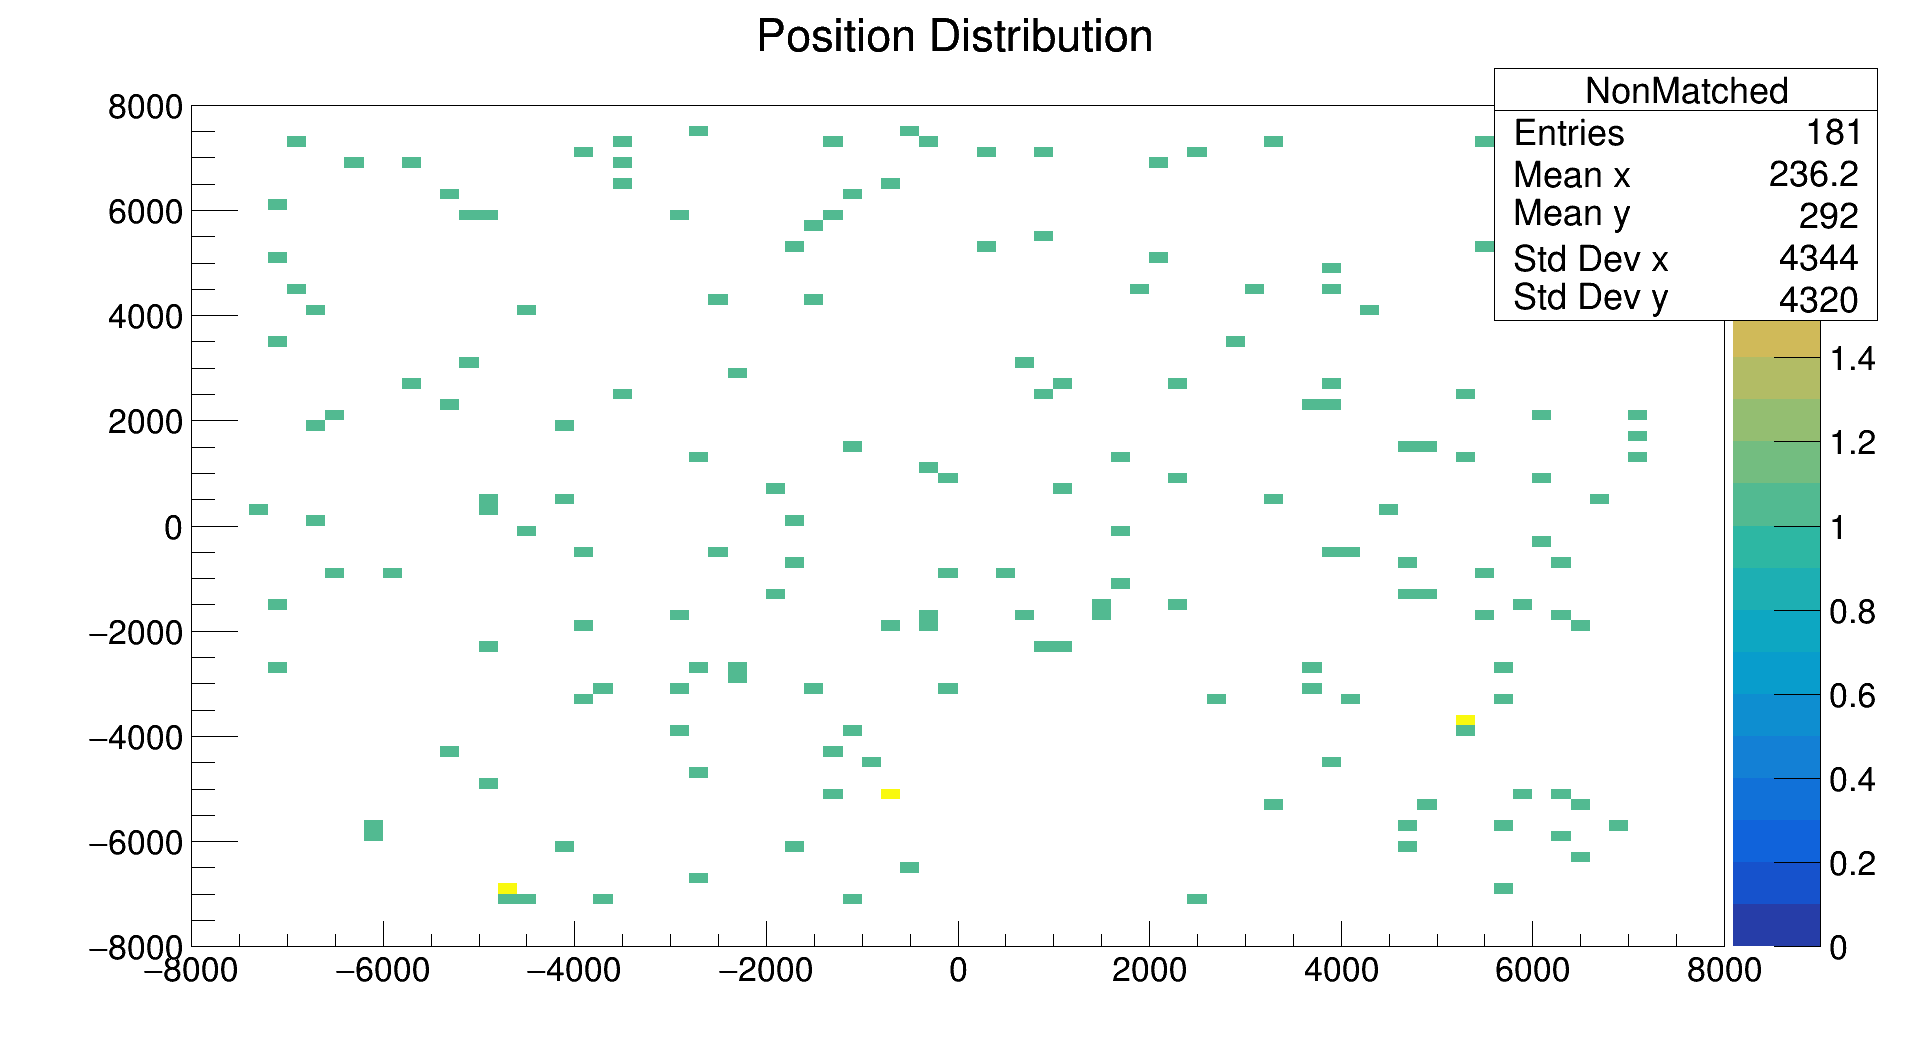 Position Distribution
NonMatched
Entries 181
Mean x 236.2
Mean y 292
Std Dev x 4344
Std Dev y 4320
8000
6000
4000
2000
0
−2000
−4000
−6000
−8000
1.4
1.2
1
0.8
0.6
0.4
0.2
0
−8000 −6000 −4000 −2000 0 2000 4000 6000 8000